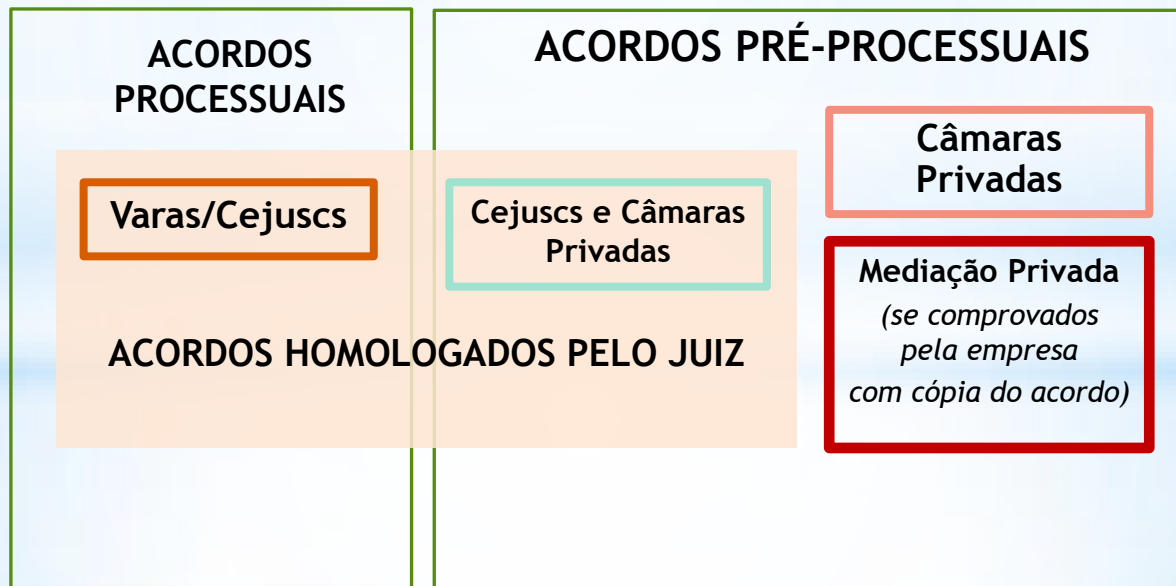 ACORDOS
PROCESSUAIS
Varas/Cejuscs
ACORDOS PRÉ-PROCESSUAIS
Cejuscs e Câmaras
Privadas
ACORDOS HOMOLOGADOS PELO JUIZ
Câmaras
Privadas
Mediação Privada
(se comprovados
pela empresa
com cópia do acordo)